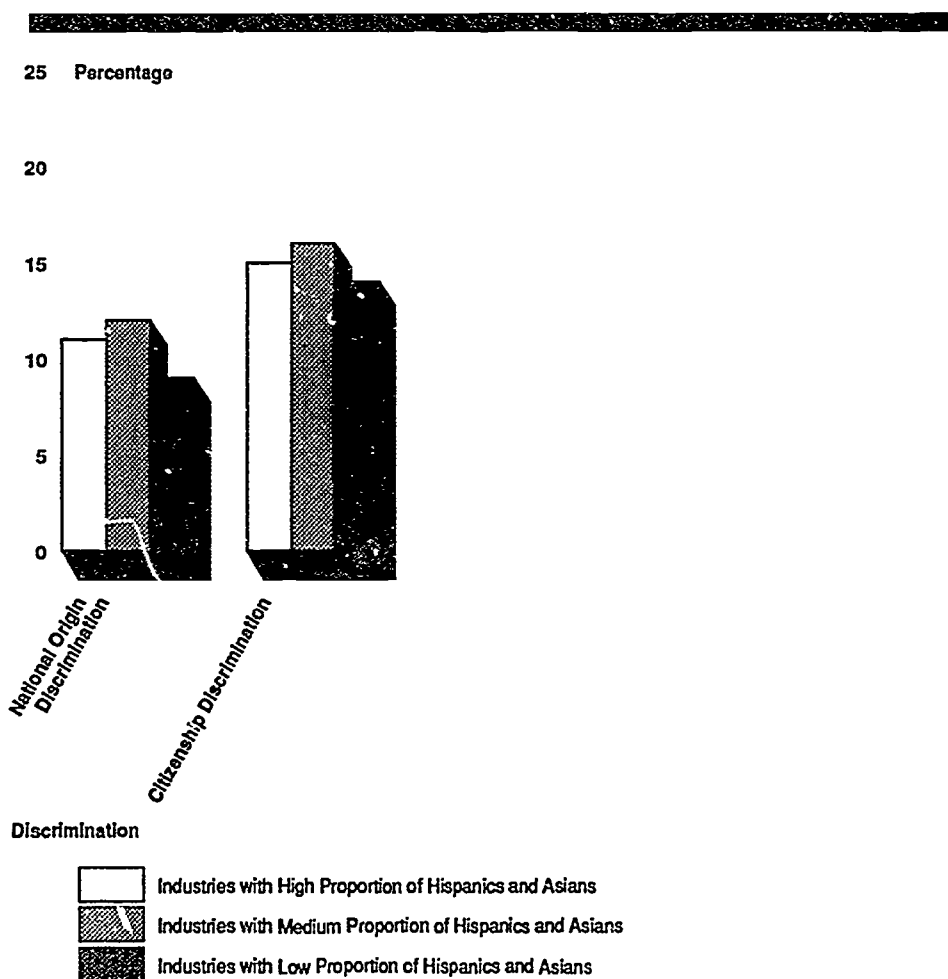 25 Percentage
20
15
10
5
0
National Origin
Discrimination
Citizenship Discrimination
Discrimination
Industries with High Proportion of Hispanics and Asians
Industries with Medium Proportion of Hispanics and Asians
Industries with Low Proportion of Hispanics and Asians